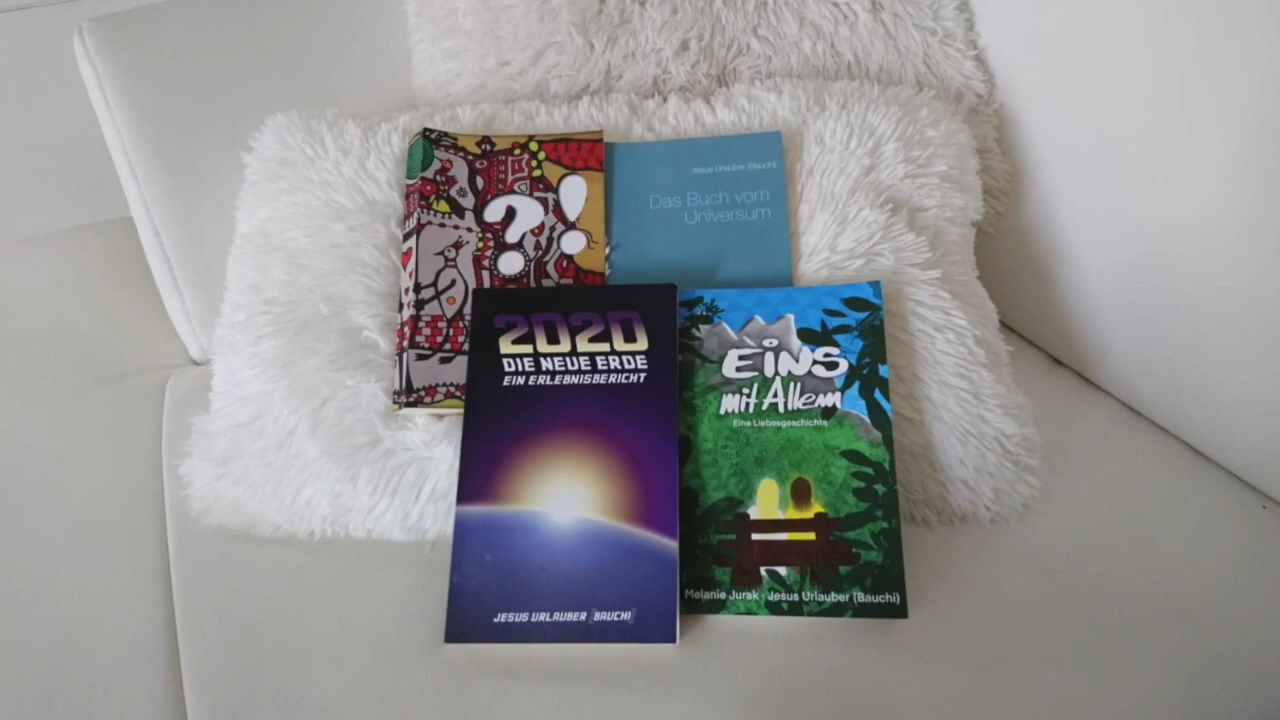 ?!
Jesus Urlauber (Bauchi)
Das Buch vom
Universum
2020
DIE NEUE ERDE
EIN ERLEBNISBERICHT
JESUS URLAUBER (BAUCHI)
EINS
mit Allem
Eine Liebesgeschichte
Melanie Jurak · Jesus Urlauber (Bauchi)